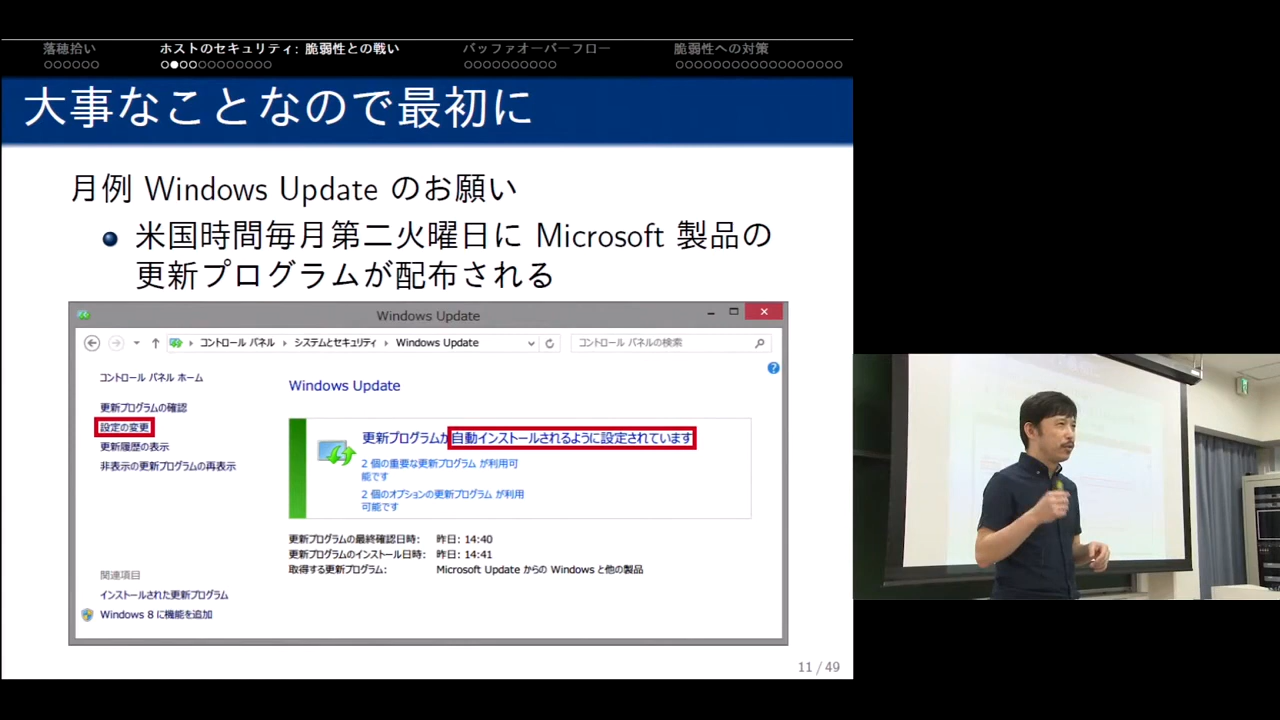 落穂拾い
ホストのセキュリティ: 脆弱性との戦い
バッファオーバーフロー
脆弱性への対策
大事なことなので最初に
月例 Windows Update のお願い
米国時間毎月第二火曜日に Microsoft 製品の
更新プログラムが配布される
Windows Update
コントロール パネル
システムとセキュリティ
Windows Update
コントロール パネルの検索
コントロール パネル ホーム
更新プログラムの確認
設定の変更
更新履歴の表示
非表示の更新プログラムの再表示
Windows Update
更新プログラムが自動インストールされるように設定されています
2 個の重要な更新プログラム が利用可
能です
2 個のオプションの更新プログラム が利用
可能です
更新プログラムの最終確認日時: 昨日: 14:40
更新プログラムのインストール日時: 昨日: 14:41
取得する更新プログラム: Microsoft Update からの Windows と他の製品
関連項目
インストールされた更新プログラム
Windows 8 に機能を追加
11 / 49